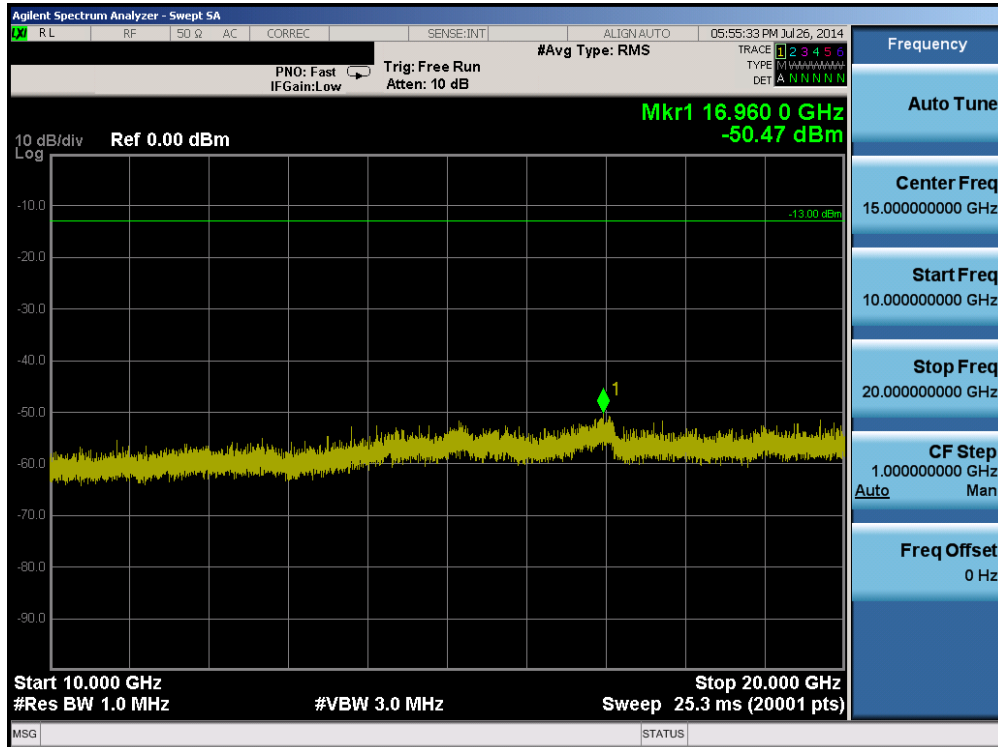 Agilent Spectrum Analyzer - Swept SA
LXI RL RF 50 Ω AC CORREC SENSE:INT ALIGN AUTO 05:55:33 PM Jul 26, 2014
#Avg Type: RMS
TRACE 1 2 3 4 5 6
PNO: Fast Trig: Free Run
TYPE M
IFGain:Low Atten: 10 dB
DET A N N N N N
Mkr1 16.960 0 GHz
-50.47 dBm
10 dB/div Ref 0.00 dBm
Log
-10.0
-13.00 dBm
-20.0
-30.0
-40.0
1
-50.0
-60.0
-70.0
-80.0
-90.0
Start 10.000 GHz Stop 20.000 GHz
#Res BW 1.0 MHz #VBW 3.0 MHz Sweep 25.3 ms (20001 pts)
MSG STATUS
Frequency
Auto Tune
Center Freq
15.000000000 GHz
Start Freq
10.000000000 GHz
Stop Freq
20.000000000 GHz
CF Step
1.000000000 GHz
Auto Man
Freq Offset
0 Hz